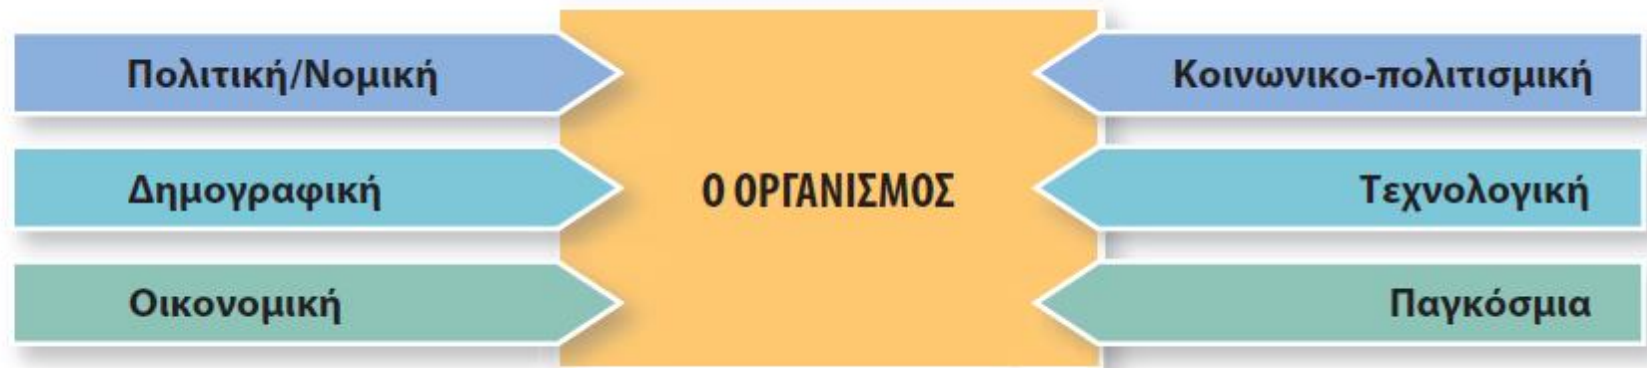 Πολιτική/Νομική
Δημογραφική
Οικονομική
Ο ΟΡΓΑΝΙΣΜΟΣ
Κοινωνικο-πολιτισμική
Τεχνολογική
Παγκόσμια